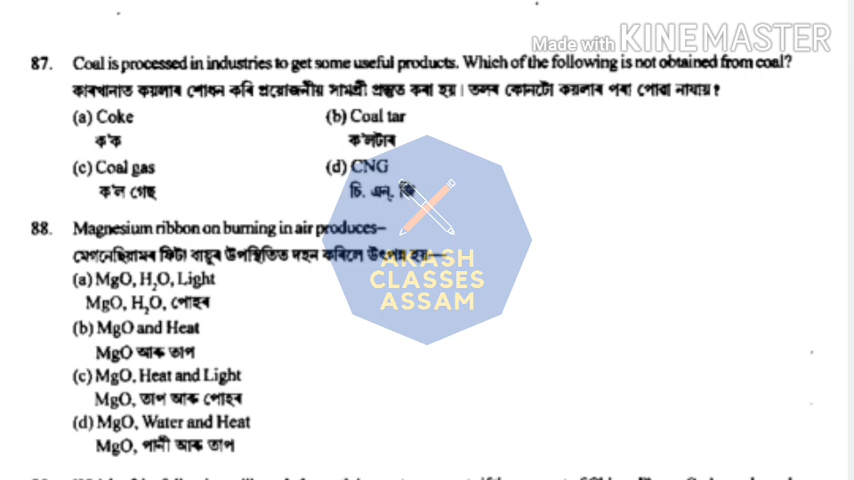 Made with KINEMASTER
87. Coal is processed in industries to get some useful products. Which of the following is not obtained from coal?
কাৰখানাত কয়লাৰ শোধন কৰি প্ৰয়োজনীয় সামগ্ৰী প্ৰস্তুত কৰা হয়। তলৰ কোনটো কয়লাৰ পৰা পোৱা নাযায়?
(a) Coke (b) Coal tar
ক'ক ক'লটাৰ
(c) Coal gas (d) CNG
ক'ল গেছ চি. এন্. জি
88. Magnesium ribbon on burning in air produces–
মেগনেছিয়ামৰ ফিটা বায়ুৰ উপস্থিতিত দহন কৰিলে উৎপন্ন হয়—
(a) MgO, H₂O, Light
MgO, H₂O, পোহৰ
(b) MgO and Heat
MgO আৰু তাপ
(c) MgO, Heat and Light
MgO, তাপ আৰু পোহৰ
(d) MgO, Water and Heat
MgO, পানী আৰু তাপ
AKASH
CLASSES
ASSAM